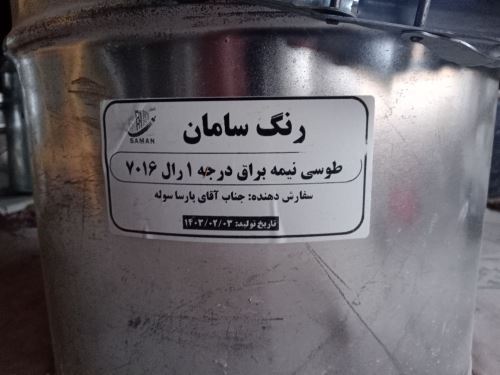 رنگ سامان
SAMAN
طوسی نیمه براق درجه ۱ رال ۷۰۱۶
سفارش دهنده: جناب آقای پارسا سوله
تاریخ تولید: ۱۴۰۳/۰۲/۰۳